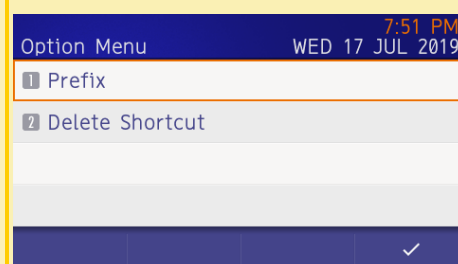 7:51 PM
Option Menu WED 17 JUL 2019
1 Prefix
2 Delete Shortcut